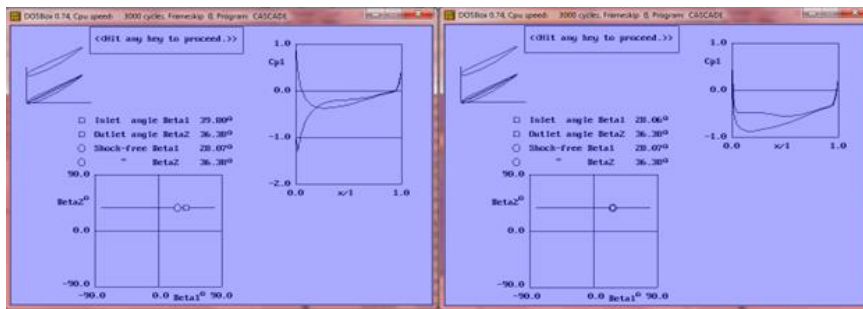 DOSBox 0.74, Cpu speed: 3000 cycles, Frameskip 0, Program: CASCADE
<<Hit any key to proceed.>>
1.0
Cp1
0.0
-1.0
-2.0
0.0 x/l 1.0
Inlet angle Beta1 39.00°
Outlet angle Beta2 36.30°
Shock-free Beta1 28.07°
" Beta2 36.30°
90.0
Beta2°
0.0
-90.0
-90.0 0.0 Beta1° 90.0
DOSBox 0.74, Cpu speed: 3000 cycles, Frameskip 0, Program: CASCADE
<<Hit any key to proceed.>>
1.0
Cp1
0.0
-1.0
0.0 x/l 1.0
Inlet angle Beta1 28.06°
Outlet angle Beta2 36.30°
Shock-free Beta1 28.07°
" Beta2 36.30°
90.0
Beta2°
0.0
-90.0
-90.0 0.0 Beta1° 90.0